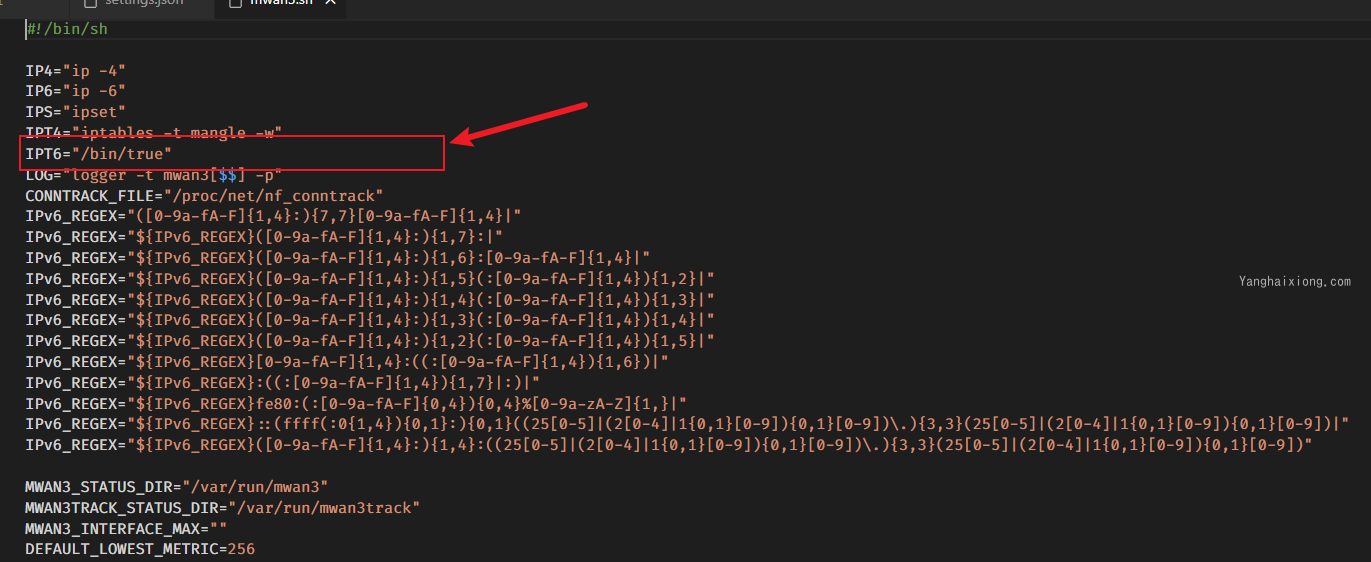 settings.json mwan3.sh
#!/bin/sh
IP4="ip -4"
IP6="ip -6"
IPS="ipset"
IPT4="iptables -t mangle -w"
IPT6="/bin/true"
LOG="logger -t mwan3[$$] -p"
CONNTRACK_FILE="/proc/net/nf_conntrack"
IPv6_REGEX="([0-9a-fA-F]{1,4}:){7,7}[0-9a-fA-F]{1,4}|"
IPv6_REGEX="${IPv6_REGEX}([0-9a-fA-F]{1,4}:){1,7}:|"
IPv6_REGEX="${IPv6_REGEX}([0-9a-fA-F]{1,4}:){1,6}:[0-9a-fA-F]{1,4}|"
IPv6_REGEX="${IPv6_REGEX}([0-9a-fA-F]{1,4}:){1,5}(:[0-9a-fA-F]{1,4}){1,2}|"
IPv6_REGEX="${IPv6_REGEX}([0-9a-fA-F]{1,4}:){1,4}(:[0-9a-fA-F]{1,4}){1,3}|"
IPv6_REGEX="${IPv6_REGEX}([0-9a-fA-F]{1,4}:){1,3}(:[0-9a-fA-F]{1,4}){1,4}|"
IPv6_REGEX="${IPv6_REGEX}([0-9a-fA-F]{1,4}:){1,2}(:[0-9a-fA-F]{1,4}){1,5}|"
IPv6_REGEX="${IPv6_REGEX}[0-9a-fA-F]{1,4}:((:[0-9a-fA-F]{1,4}){1,6})|"
IPv6_REGEX="${IPv6_REGEX}:((:[0-9a-fA-F]{1,4}){1,7}|:)|"
IPv6_REGEX="${IPv6_REGEX}fe80:(:[0-9a-fA-F]{0,4}){0,4}%[0-9a-zA-Z]{1,}|"
IPv6_REGEX="${IPv6_REGEX}::(ffff(:0{1,4}){0,1}:){0,1}((25[0-5]|(2[0-4]|1{0,1}[0-9]){0,1}[0-9])\.){3,3}(25[0-5]|(2[0-4]|1{0,1}[0-9]){0,1}[0-9])|"
IPv6_REGEX="${IPv6_REGEX}([0-9a-fA-F]{1,4}:){1,4}:((25[0-5]|(2[0-4]|1{0,1}[0-9]){0,1}[0-9])\.){3,3}(25[0-5]|(2[0-4]|1{0,1}[0-9]){0,1}[0-9])"
MWAN3_STATUS_DIR="/var/run/mwan3"
MWAN3TRACK_STATUS_DIR="/var/run/mwan3track"
MWAN3_INTERFACE_MAX=""
DEFAULT_LOWEST_METRIC=256
Yanghaixiong.com